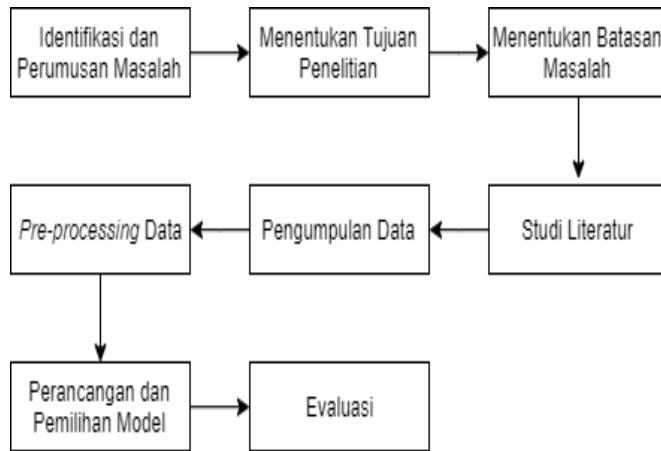 Identifikasi dan
Perumusan Masalah
Menentukan Tujuan
Penelitian
Menentukan Batasan
Masalah
Pre-processing Data
Pengumpulan Data
Studi Literatur
Perancangan dan
Pemilihan Model
Evaluasi